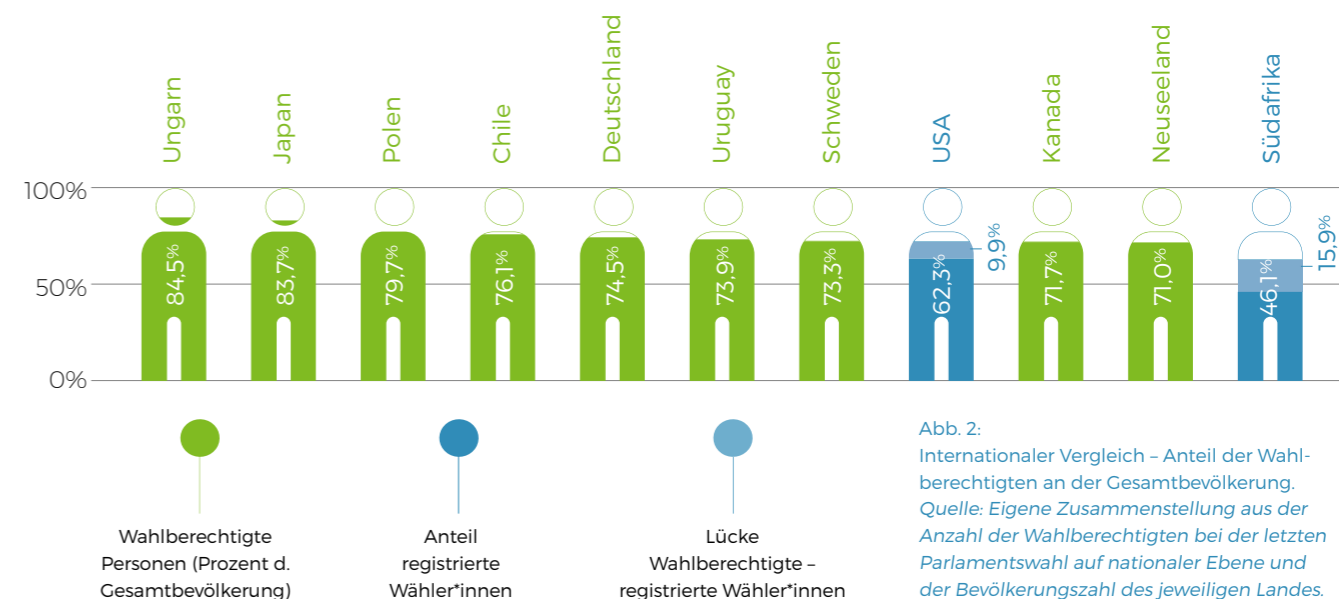 Ungarn
Japan
Polen
Chile
Deutschland
Uruguay
Schweden
USA
Kanada
Neuseeland
Südafrika
100%
50%
0%
84,5%
83,7%
79,7%
76,1%
74,5%
73,9%
73,3%
62,3%
9,9%
71,7%
71,0%
46,1%
15,9%
Wahlberechtigte
Personen (Prozent d.
Gesamtbevölkerung)
Anteil
registrierte
Wähler*innen
Lücke
Wahlberechtigte –
registrierte Wähler*innen
Abb. 2:
Internationaler Vergleich – Anteil der Wahl-
berechtigten an der Gesamtbevölkerung.
Quelle: Eigene Zusammenstellung aus der
Anzahl der Wahlberechtigten bei der letzten
Parlamentswahl auf nationaler Ebene und
der Bevölkerungszahl des jeweiligen Landes.